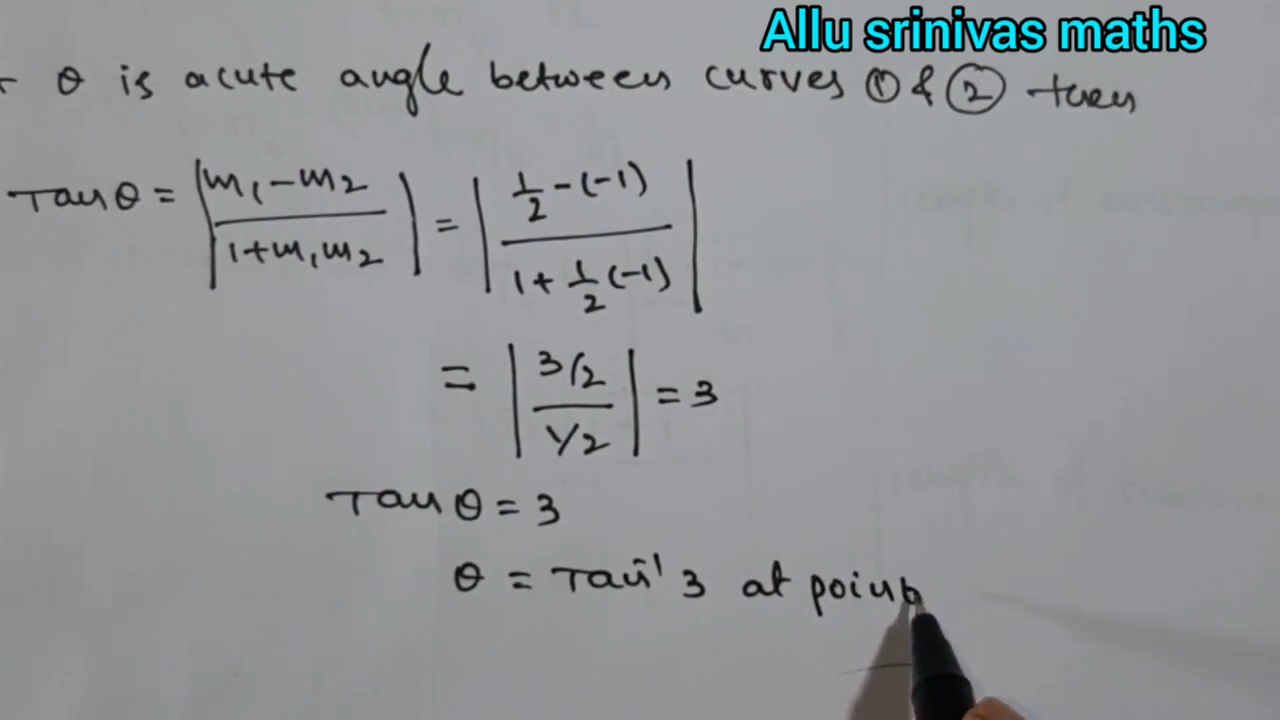 Allu srinivas maths
θ is acute angle between curves ① & ② then
Tan θ = |m₁ - m₂ / 1 + m₁m₂| = |1/2 - (-1) / 1 + 1/2 (-1)|
= |3/2 / 1/2| = 3
Tan θ = 3
θ = Tan⁻¹ 3 at point